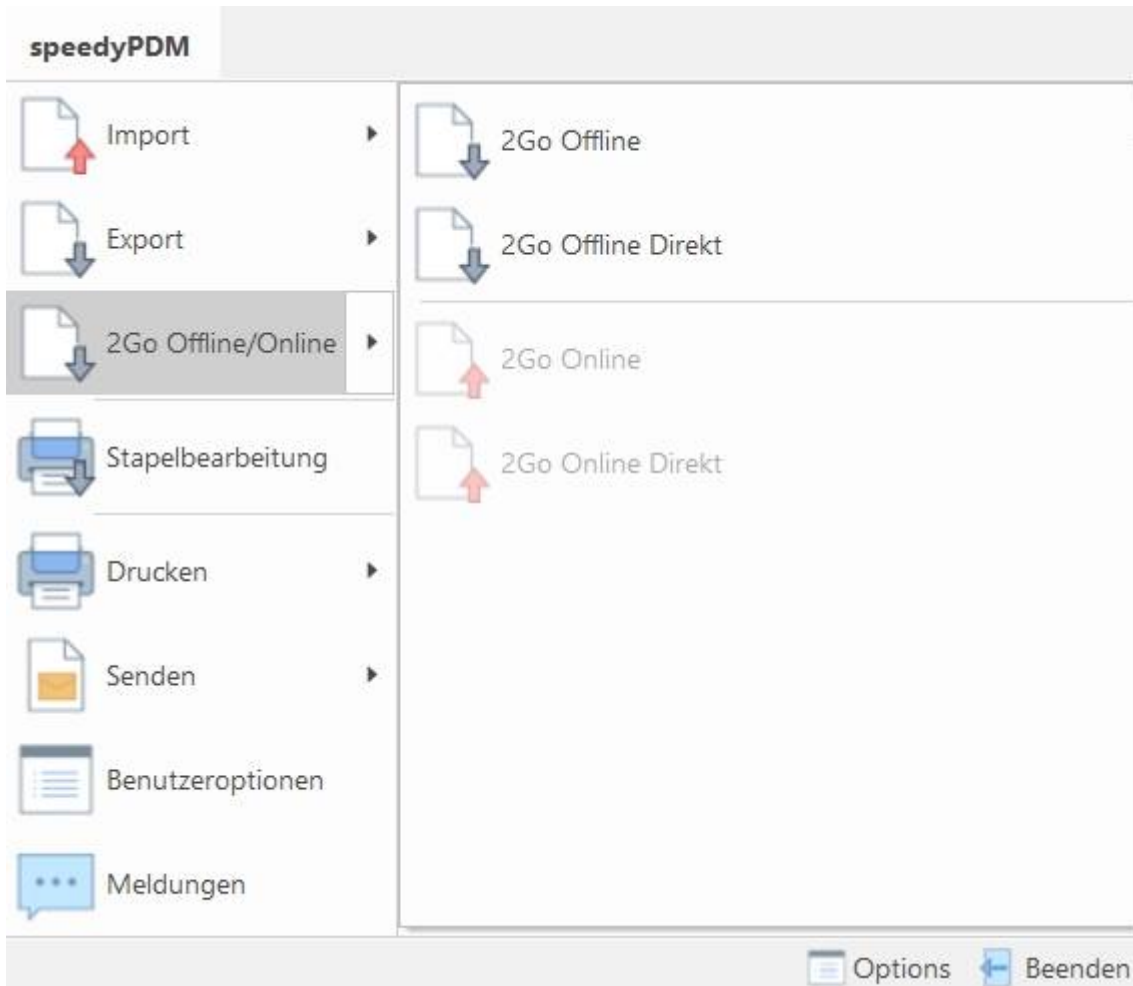 speedyPDM
Import
Export
2Go Offline/Online
Stapelbearbeitung
Drucken
Senden
Benutzeroptionen
Meldungen
2Go Offline
2Go Offline Direkt
2Go Online
2Go Online Direkt
Options
Beenden